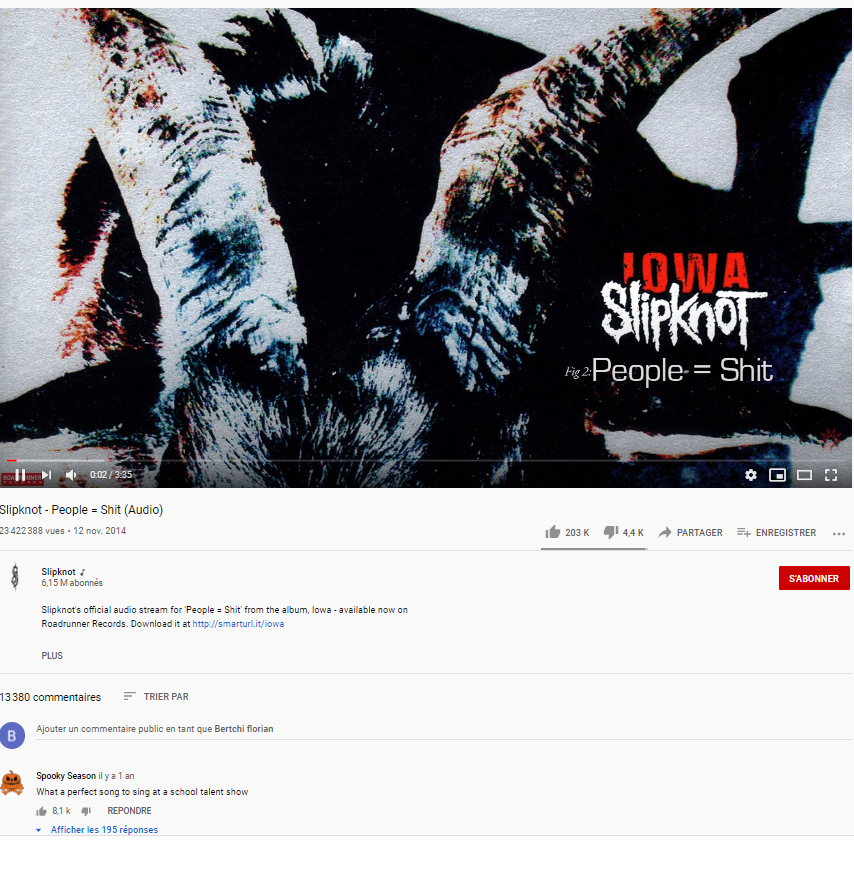 IOWA
SlipknoT
Fig 2: People = Shit
ROADRUNNER
RECORDS
0:02 / 3:35
Slipknot - People = Shit (Audio)
23 422 388 vues • 12 nov. 2014
203 K 4,4 K PARTAGER ENREGISTRER
Slipknot
6,15 M abonnés
S'ABONNER
Slipknot's official audio stream for 'People = Shit' from the album, Iowa - available now on
Roadrunner Records. Download it at http://smarturl.it/iowa
PLUS
13 380 commentaires TRIER PAR
B
Ajouter un commentaire public en tant que Bertchi florian
Spooky Season il y a 1 an
What a perfect song to sing at a school talent show
8,1 k REPONDRE
Afficher les 195 réponses